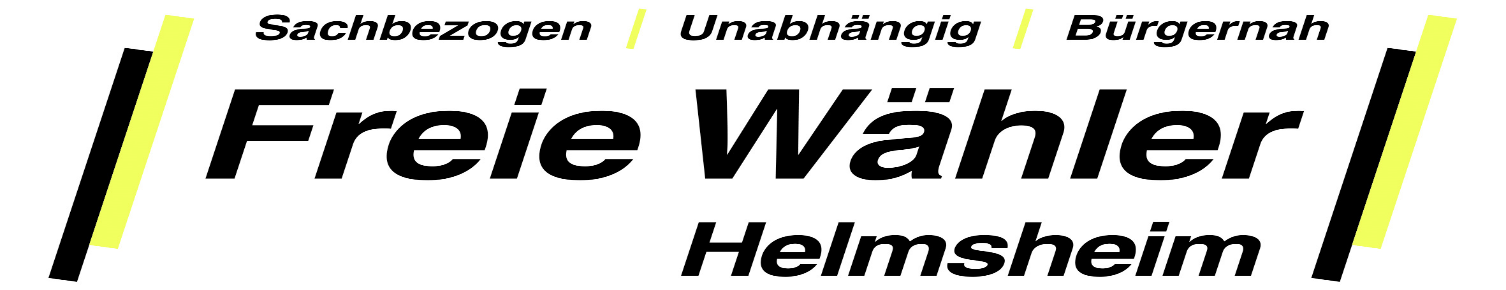 Sachbezogen / Unabhängig / Bürgernah
Freie Wähler
Helmsheim